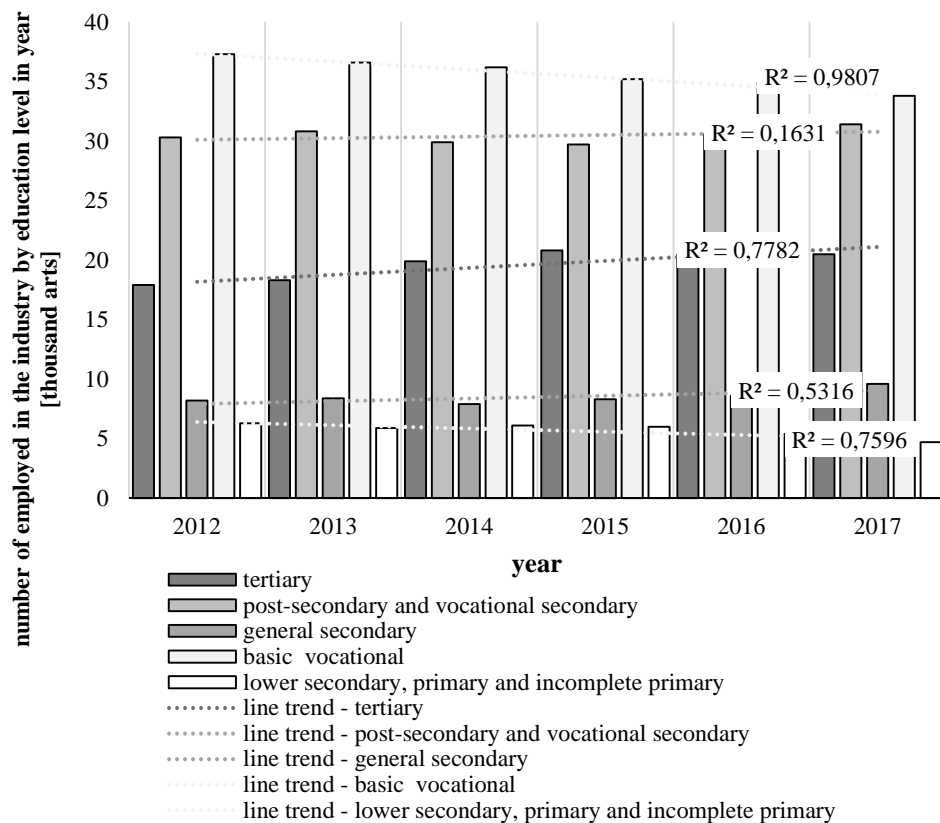 number of employed in the industry by education level in year
[thousand arts]
40
35
30
25
20
15
10
5
0
R² = 0,9807
R² = 0,1631
R² = 0,7782
R² = 0,5316
R² = 0,7596
2012 2013 2014 2015 2016 2017
year
tertiary
post-secondary and vocational secondary
general secondary
basic vocational
lower secondary, primary and incomplete primary
line trend - tertiary
line trend - post-secondary and vocational secondary
line trend - general secondary
line trend - basic vocational
line trend - lower secondary, primary and incomplete primary